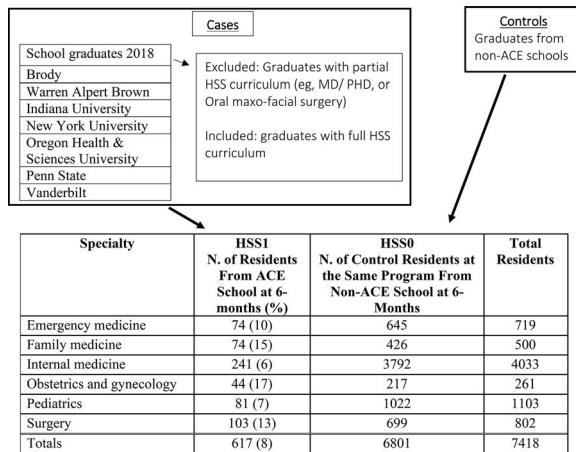 Cases
School graduates 2018
Brody
Warren Alpert Brown
Indiana University
New York University
Oregon Health &
Sciences University
Penn State
Vanderbilt
Excluded: Graduates with partial
HSS curriculum (eg, MD/ PHD, or
Oral maxo-facial surgery)
Included: graduates with full HSS
curriculum
Controls
Graduates from
non-ACE schools
Specialty
HSS1
N. of Residents
From ACE
School at 6-
months (%)
HSS0
N. of Control Residents at
the Same Program From
Non-ACE School at 6-
Months
Total
Residents
Emergency medicine 74 (10) 645 719
Family medicine 74 (15) 426 500
Internal medicine 241 (6) 3792 4033
Obstetrics and gynecology 44 (17) 217 261
Pediatrics 81 (7) 1022 1103
Surgery 103 (13) 699 802
Totals 617 (8) 6801 7418